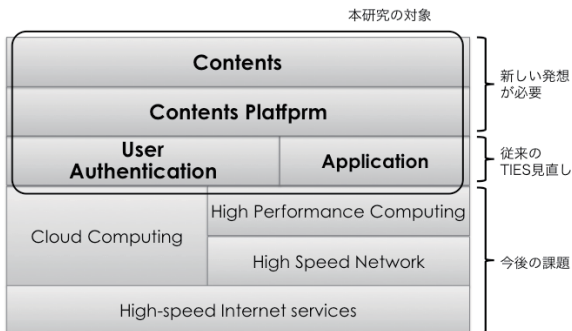 本研究の対象
Contents
新しい発想
が必要
Contents Platfprm
User
Authentication
Application
従来の
TIES見直し
Cloud Computing
High Performance Computing
High Speed Network
今後の課題
High-speed Internet services